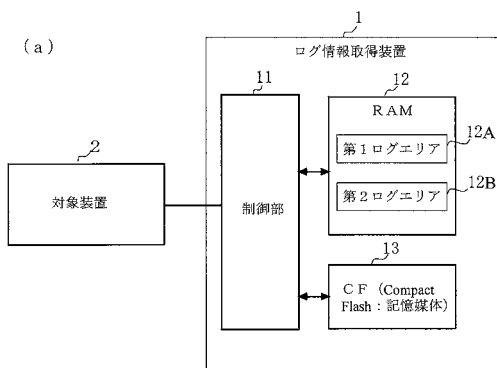 (a)
1
ログ情報取得装置
11
12
RAM
12A
第1ログエリア
12B
第2ログエリア
2
対象装置
制御部
13
CF (Compact
Flash:記憶媒体)